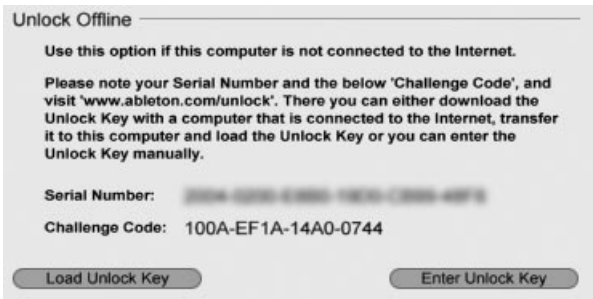 Unlock Offline
Use this option if this computer is not connected to the Internet.
Please note your Serial Number and the below 'Challenge Code', and
visit 'www.ableton.com/unlock'. There you can either download the
Unlock Key with a computer that is connected to the Internet, transfer
it to this computer and load the Unlock Key or you can enter the
Unlock Key manually.
Serial Number:
Challenge Code: 100A-EF1A-14A0-0744
Load Unlock Key
Enter Unlock Key